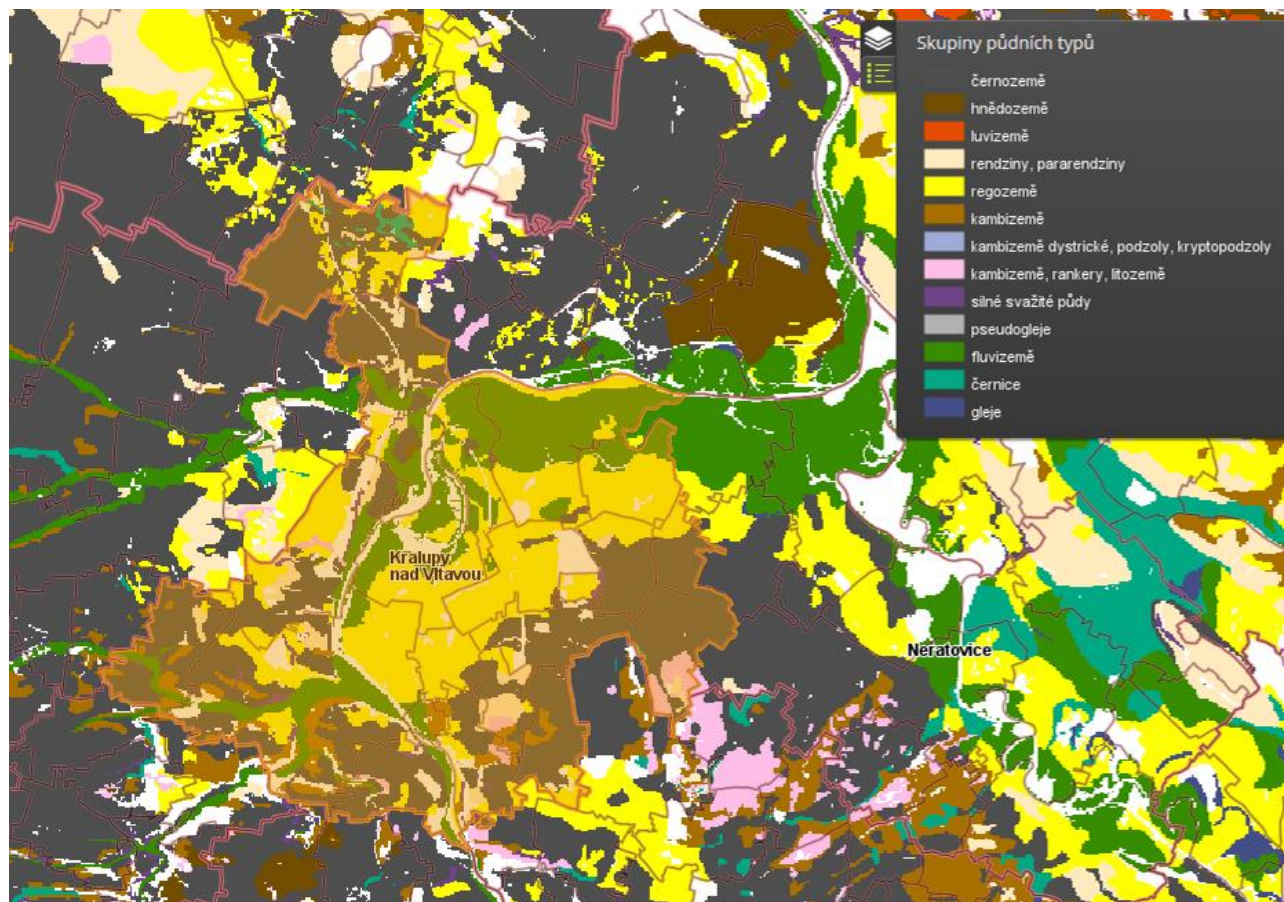 Skupiny půdních typů
černozemě
hnědozemě
luvizemě
rendziny, pararendziny
regozemě
kambizemě
kambizemě dystrické, podzoly, kryptopodzoly
kambizemě, rankery, litozemě
silné svažité půdy
pseudogleje
fluvizemě
černice
gleje
Kralupy
nad Vltavou
Neratovice